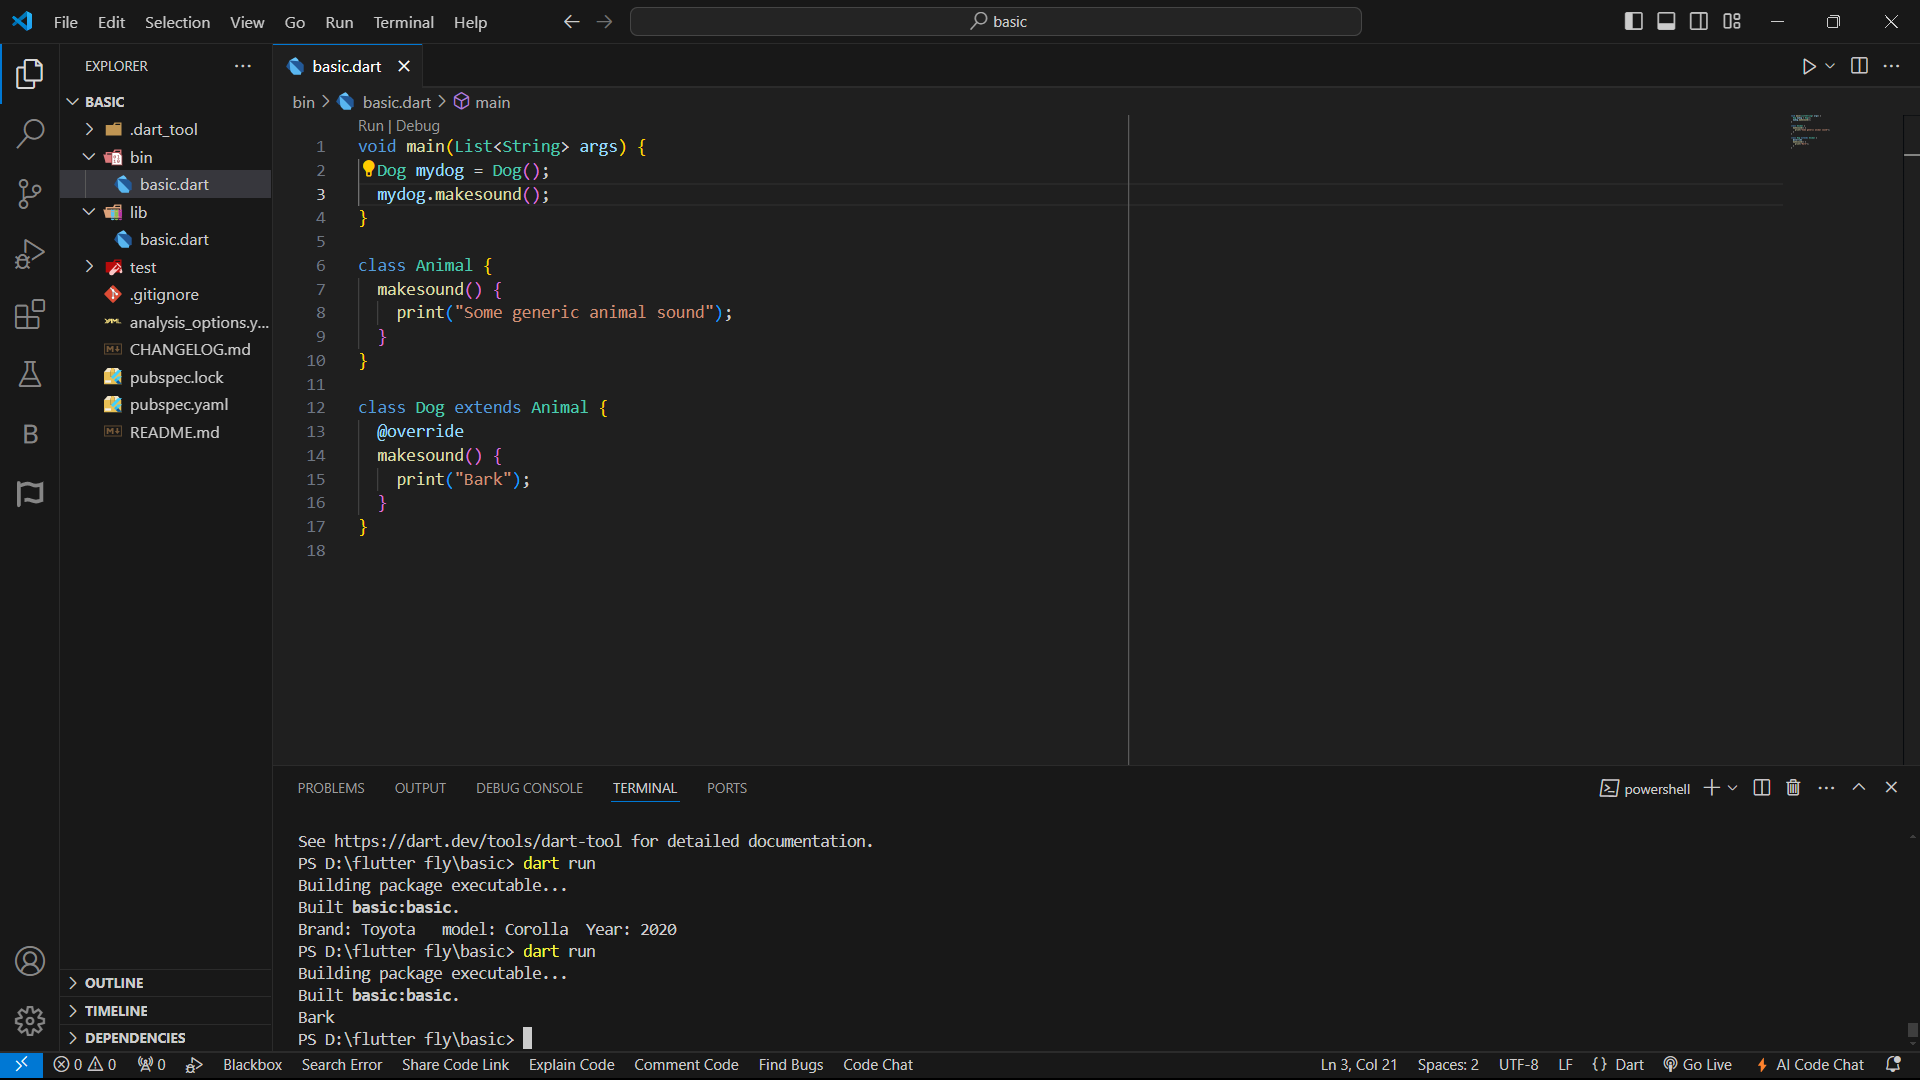 File Edit Selection View Go Run Terminal Help basic
EXPLORER
BASIC
.dart_tool
bin
basic.dart
lib
basic.dart
test
.gitignore
analysis_options.y...
CHANGELOG.md
pubspec.lock
pubspec.yaml
README.md
B
OUTLINE
TIMELINE
DEPENDENCIES
basic.dart
bin > basic.dart > main
Run | Debug
1 void main(List<String> args) {
2 Dog mydog = Dog();
3 mydog.makesound();
4 }
5
6 class Animal {
7 makesound() {
8 print("Some generic animal sound");
9 }
10 }
11
12 class Dog extends Animal {
13 @override
14 makesound() {
15 print("Bark");
16 }
17 }
18
PROBLEMS OUTPUT DEBUG CONSOLE TERMINAL PORTS powershell
See https://dart.dev/tools/dart-tool for detailed documentation.
PS D:\flutter fly\basic> dart run
Building package executable...
Built basic:basic.
Brand: Toyota model: Corolla Year: 2020
PS D:\flutter fly\basic> dart run
Building package executable...
Built basic:basic.
Bark
PS D:\flutter fly\basic>
0 0 0 Blackbox Search Error Share Code Link Explain Code Comment Code Find Bugs Code Chat Ln 3, Col 21 Spaces: 2 UTF-8 LF {} Dart Go Live AI Code Chat